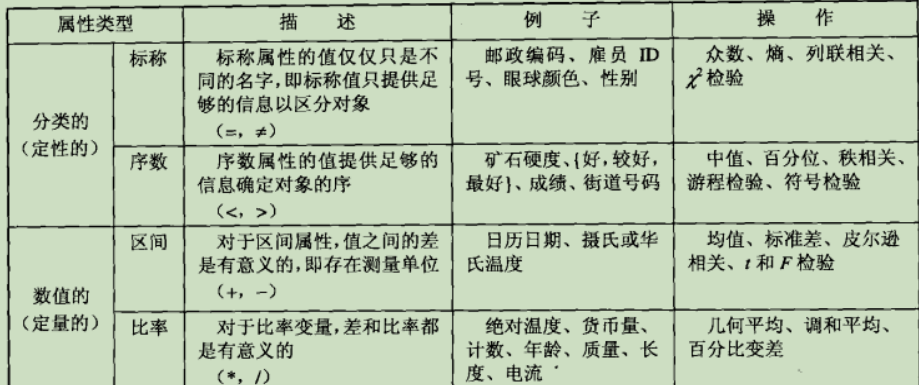 属性类型
描 述
例 子
操 作
分类的
(定性的)
标称
标称属性的值仅仅只是不
同的名字,即标称值只提供足
够的信息以区分对象
(=, ≠)
邮政编码、雇员 ID
号、眼球颜色、性别
众数、熵、列联相关、
χ²检验
序数
序数属性的值提供足够的
信息确定对象的序
(<, >)
矿石硬度、{好,较好,
最好}、成绩、街道号码
中值、百分位、秩相关、
游程检验、符号检验
数值的
(定量的)
区间
对于区间属性,值之间的差
是有意义的,即存在测量单位
(+, -)
日历日期、摄氏或华
氏温度
均值、标准差、皮尔逊
相关、t 和 F 检验
比率
对于比率变量,差和比率都
是有意义的
(*, /)
绝对温度、货币量、
计数、年龄、质量、长
度、电流
几何平均、调和平均、
百分比变差